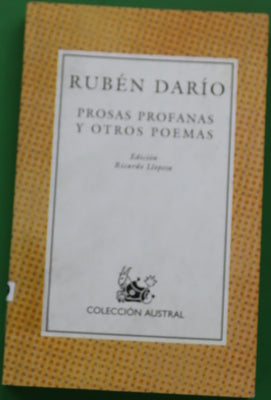 RUBÉN DARÍO
PROSAS PROFANAS
Y OTROS POEMAS
Edición
Ricardo Llopesa
COLECCIÓN AUSTRAL